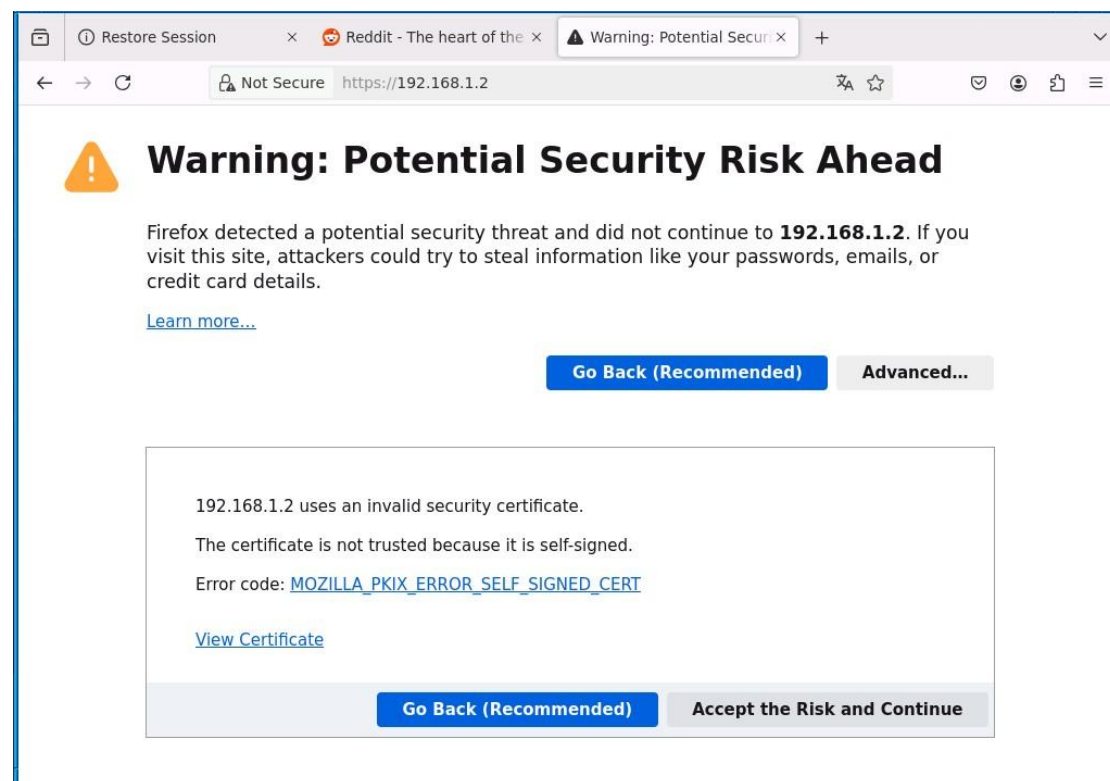 Restore Session
Reddit - The heart of the
Warning: Potential Secur
Not Secure https://192.168.1.2
Warning: Potential Security Risk Ahead
Firefox detected a potential security threat and did not continue to 192.168.1.2. If you
visit this site, attackers could try to steal information like your passwords, emails, or
credit card details.
Learn more...
Go Back (Recommended) Advanced...
192.168.1.2 uses an invalid security certificate.
The certificate is not trusted because it is self-signed.
Error code: MOZILLA_PKIX_ERROR_SELF_SIGNED_CERT
View Certificate
Go Back (Recommended) Accept the Risk and Continue